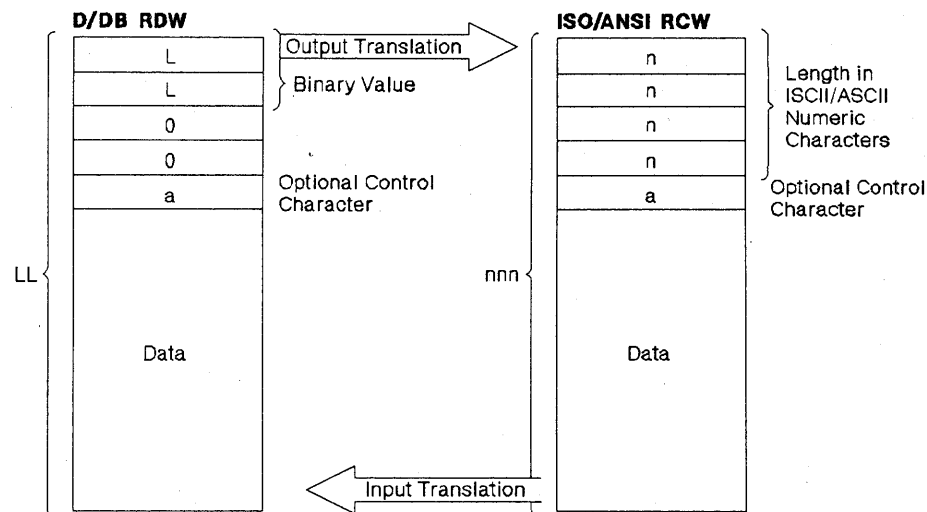 D/DB RDW
L
L
0
0
a
Data
LL
Output Translation
Binary Value
Optional Control
Character
ISO/ANSI RCW
n
n
n
n
a
Data
nnn
Length in
ISCII/ASCII
Numeric
Characters
Optional Control
Character
Input Translation